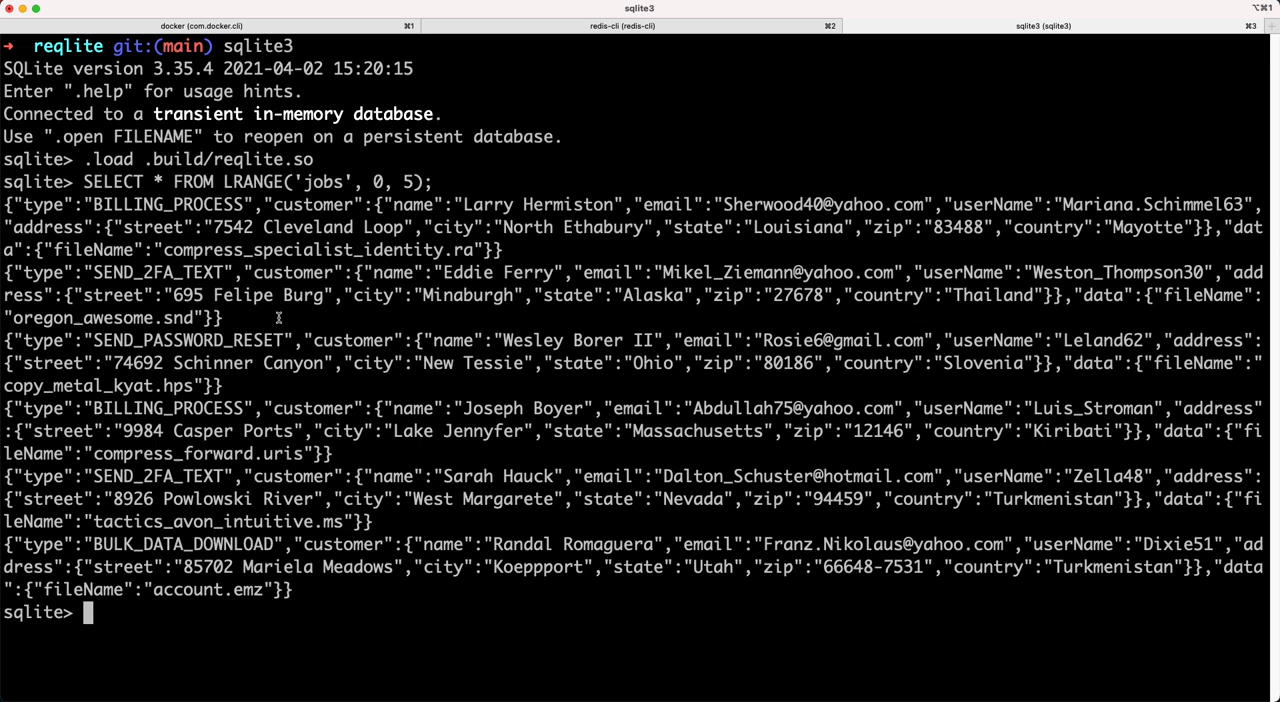 sqlite3
⌥⌘1
docker (com.docker.cli)
⌘1
redis-cli (redis-cli)
⌘2
sqlite3 (sqlite3)
⌘3
+
➜ reqlite git:(main) sqlite3
SQLite version 3.35.4 2021-04-02 15:20:15
Enter ".help" for usage hints.
Connected to a transient in-memory database.
Use ".open FILENAME" to reopen on a persistent database.
sqlite> .load .build/reqlite.so
sqlite> SELECT * FROM LRANGE('jobs', 0, 5);
{"type":"BILLING_PROCESS","customer":{"name":"Larry Hermiston","email":"Sherwood40@yahoo.com","userName":"Mariana.Schimmel63",
"address":{"street":"7542 Cleveland Loop","city":"North Ethabury","state":"Louisiana","zip":"83488","country":"Mayotte"}},"dat
a":{"fileName":"compress_specialist_identity.ra"}}
{"type":"SEND_2FA_TEXT","customer":{"name":"Eddie Ferry","email":"Mikel_Ziemann@yahoo.com","userName":"Weston_Thompson30","add
ress":{"street":"695 Felipe Burg","city":"Minaburgh","state":"Alaska","zip":"27678","country":"Thailand"}},"data":{"fileName":
"oregon_awesome.snd"}}
{"type":"SEND_PASSWORD_RESET","customer":{"name":"Wesley Borer II","email":"Rosie6@gmail.com","userName":"Leland62","address":
{"street":"74692 Schinner Canyon","city":"New Tessie","state":"Ohio","zip":"80186","country":"Slovenia"}},"data":{"fileName":"
copy_metal_kyat.hps"}}
{"type":"BILLING_PROCESS","customer":{"name":"Joseph Boyer","email":"Abdullah75@yahoo.com","userName":"Luis_Stroman","address"
:{"street":"9984 Casper Ports","city":"Lake Jennyfer","state":"Massachusetts","zip":"12146","country":"Kiribati"}},"data":{"fi
leName":"compress_forward.uris"}}
{"type":"SEND_2FA_TEXT","customer":{"name":"Sarah Hauck","email":"Dalton_Schuster@hotmail.com","userName":"Zella48","address":
{"street":"8926 Powlowski River","city":"West Margarete","state":"Nevada","zip":"94459","country":"Turkmenistan"}},"data":{"fi
leName":"tactics_avon_intuitive.ms"}}
{"type":"BULK_DATA_DOWNLOAD","customer":{"name":"Randal Romaguera","email":"Franz.Nikolaus@yahoo.com","userName":"Dixie51","ad
dress":{"street":"85702 Mariela Meadows","city":"Koeppport","state":"Utah","zip":"66648-7531","country":"Turkmenistan"}},"data
":{"fileName":"account.emz"}}
sqlite>